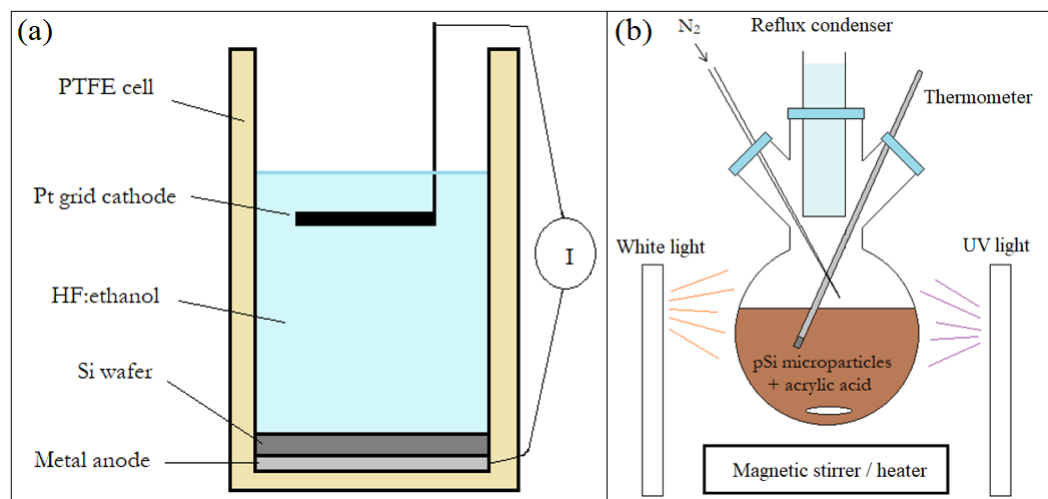 (a)
PTFE cell
Pt grid cathode
HF:ethanol
Si wafer
Metal anode
I
(b)
N₂
Reflux condenser
Thermometer
White light
UV light
pSi microparticles
+ acrylic acid
Magnetic stirrer / heater